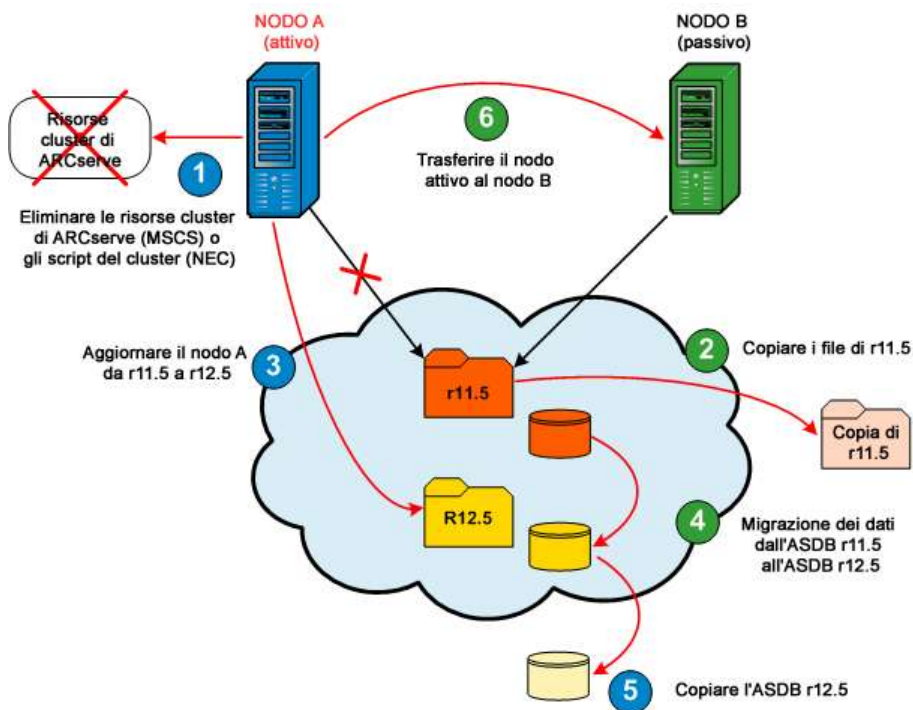 NODO A
(attivo)
NODO B
(passivo)
Risorse
cluster di
ARCserve
1
6
Trasferire il nodo
attivo al nodo B
Eliminare le risorse cluster
di ARCserve (MSCS) o
gli script del cluster (NEC)
Aggiornare il nodo A
da r11.5 a r12.5
3
2
Copiare i file di r11.5
r11.5
Copia di
r11.5
R12.5
4
Migrazione dei dati
dall'ASDB r11.5
all'ASDB r12.5
5
Copiare l'ASDB r12.5